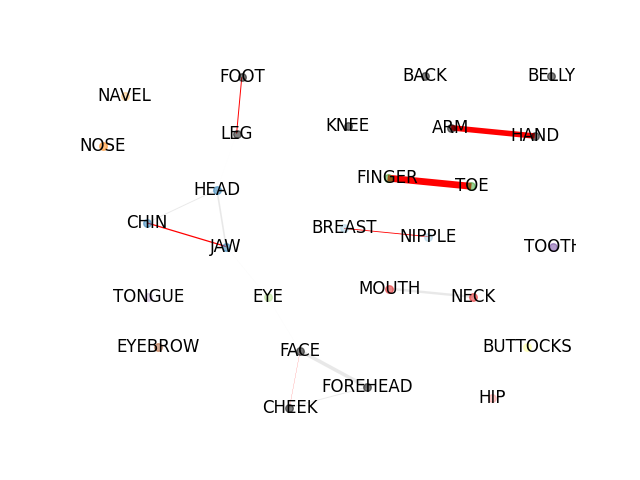 FOOT
BACK
BELLY
NAVEL
KNEE
ARM
HAND
LEG
NOSE
FINGER
TOE
HEAD
CHIN
BREAST
NIPPLE
JAW
TOOTH
MOUTH
NECK
TONGUE
EYE
EYEBROW
FACE
BUTTOCKS
FOREHEAD
HIP
CHEEK